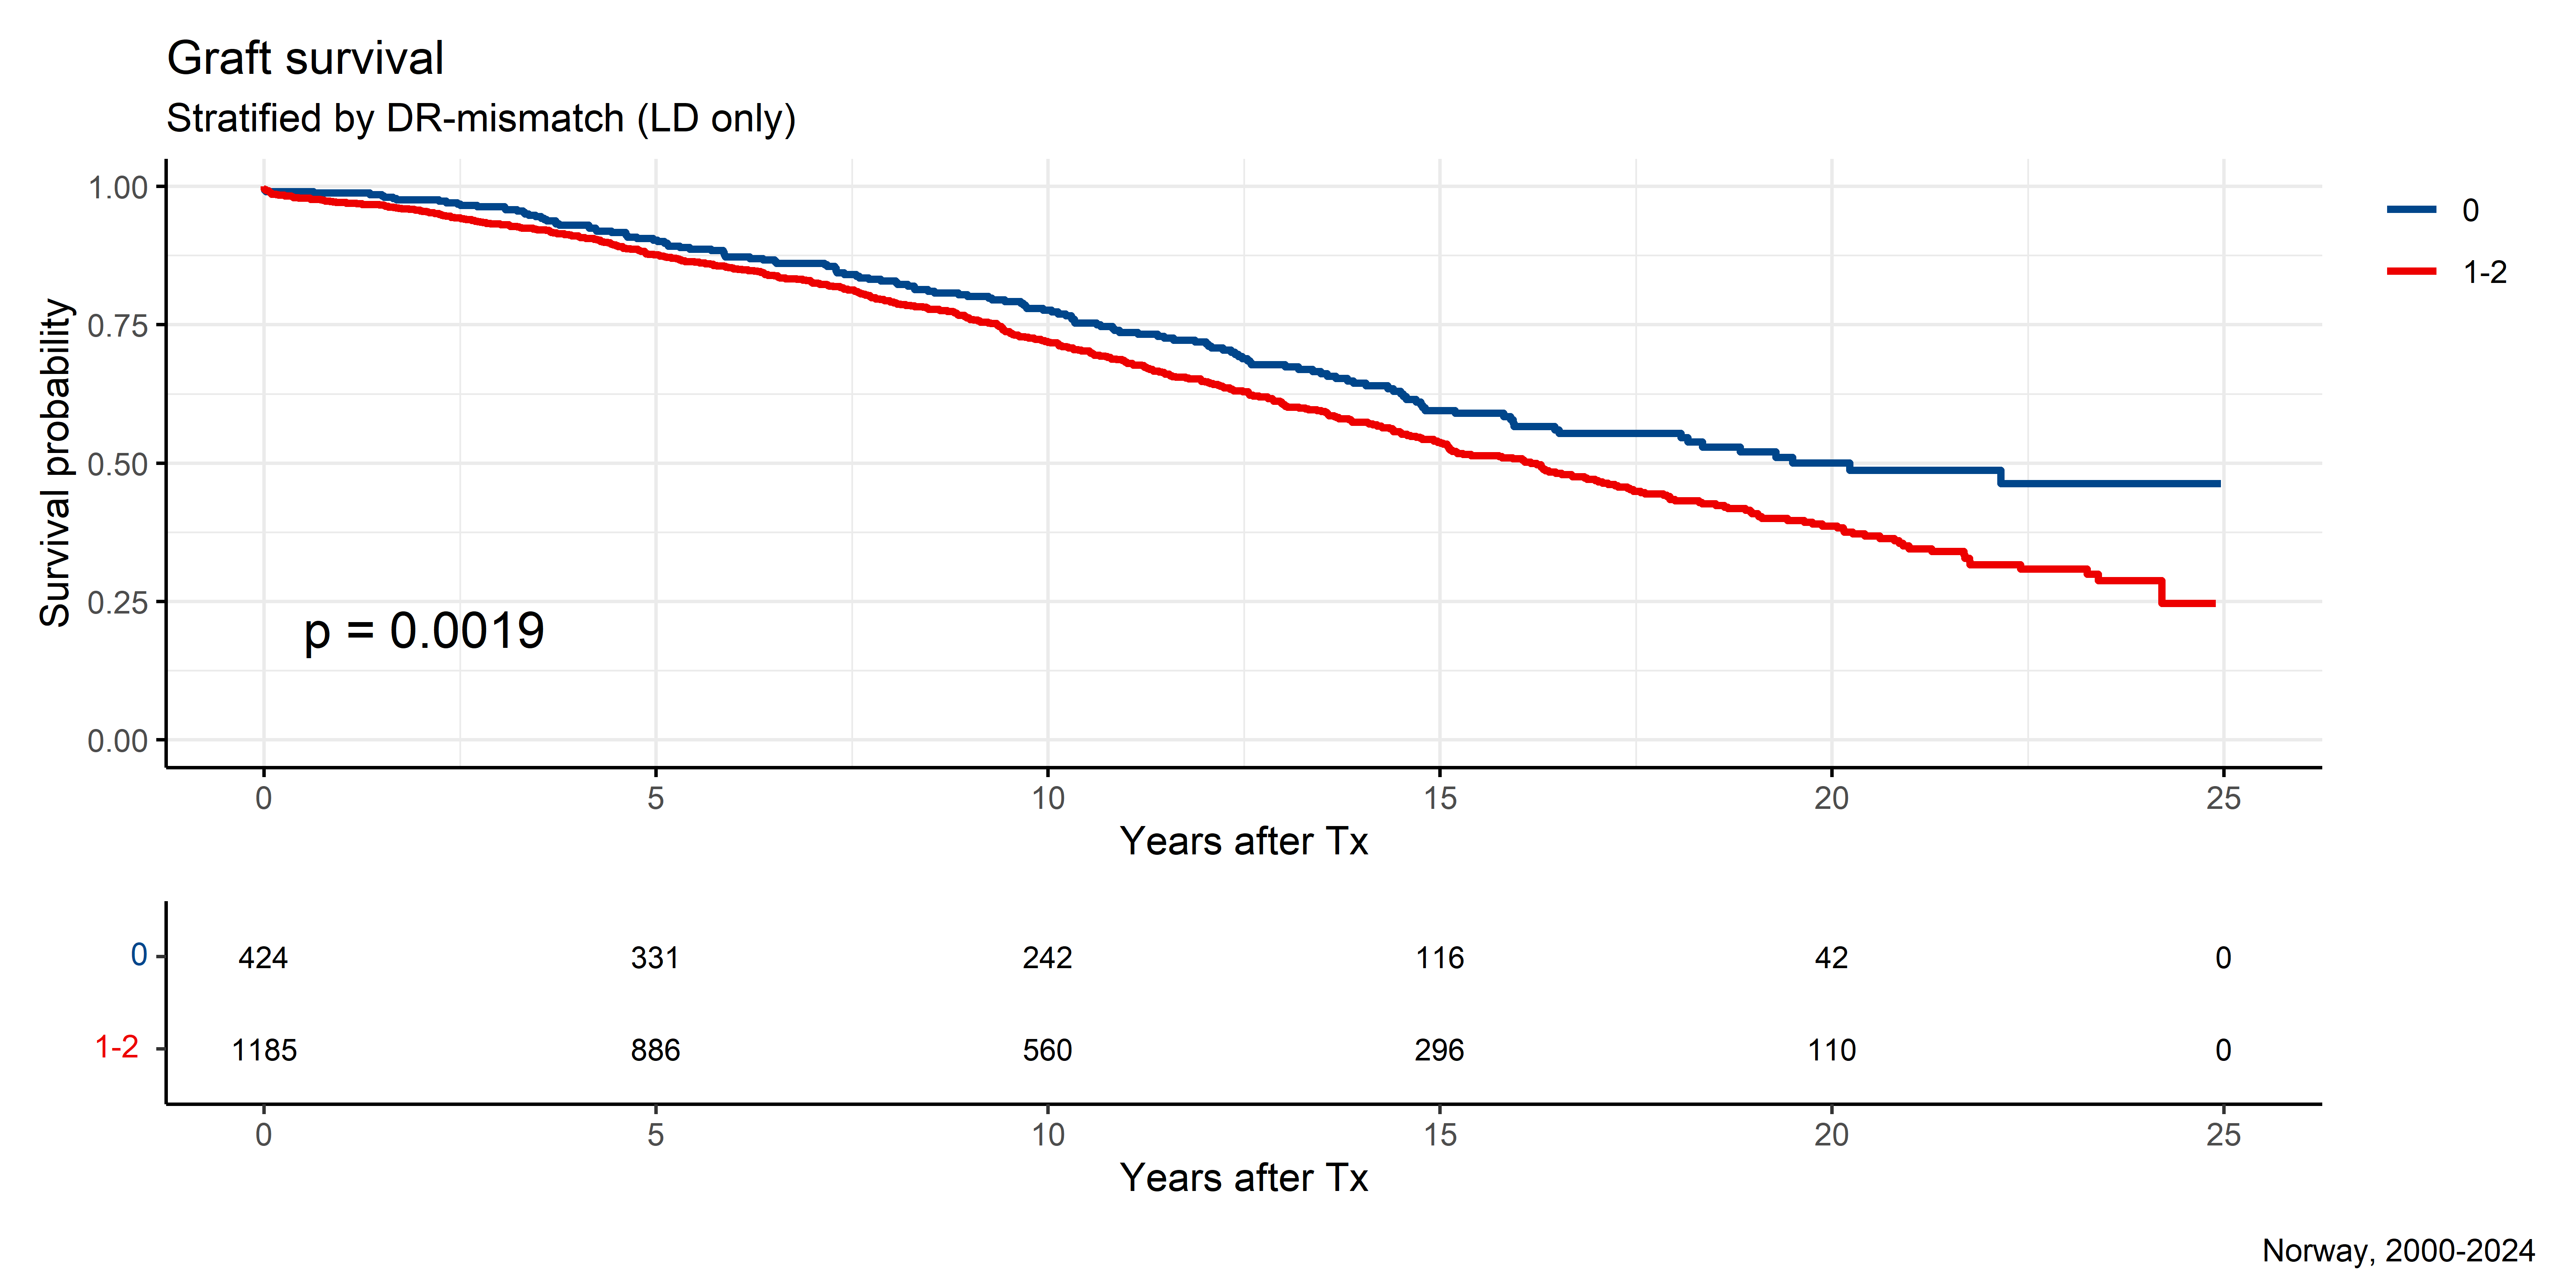 Graft survival
Stratified by DR-mismatch (LD only)
Survival probability
1.00
0.75
0.50
0.25
0.00
p = 0.0019
0
1-2
0 5 10 15 20 25
Years after Tx
0 424 331 242 116 42 0
1-2 1185 886 560 296 110 0
0 5 10 15 20 25
Years after Tx
Norway, 2000-2024